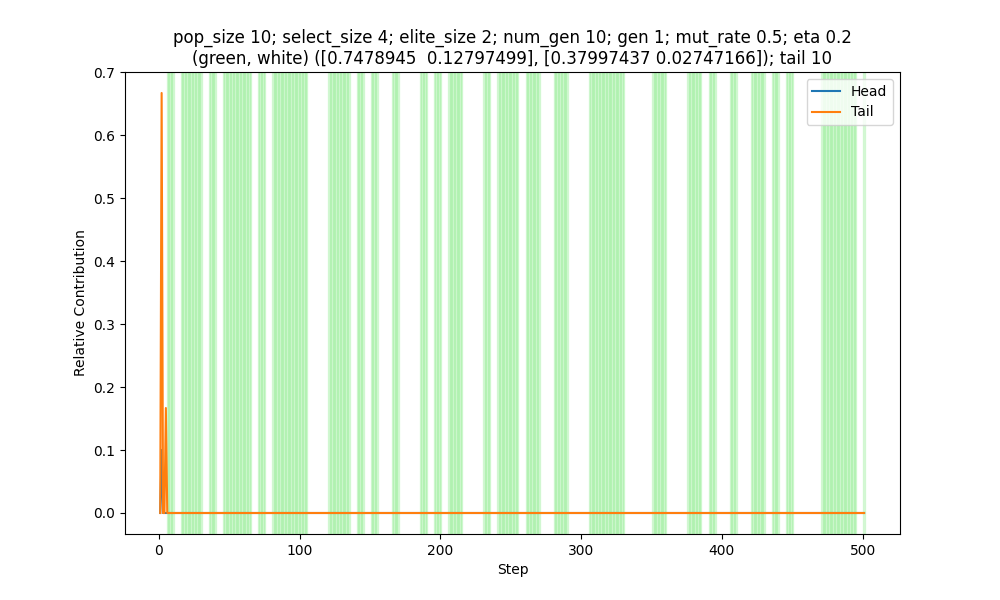 pop_size 10; select_size 4; elite_size 2; num_gen 10; gen 1; mut_rate 0.5; eta 0.2
(green, white) ([0.7478945  0.12797499], [0.37997437 0.02747166]); tail 10
Head
Tail
Relative Contribution
0.7
0.6
0.5
0.4
0.3
0.2
0.1
0.0
0
100
200
300
400
500
Step